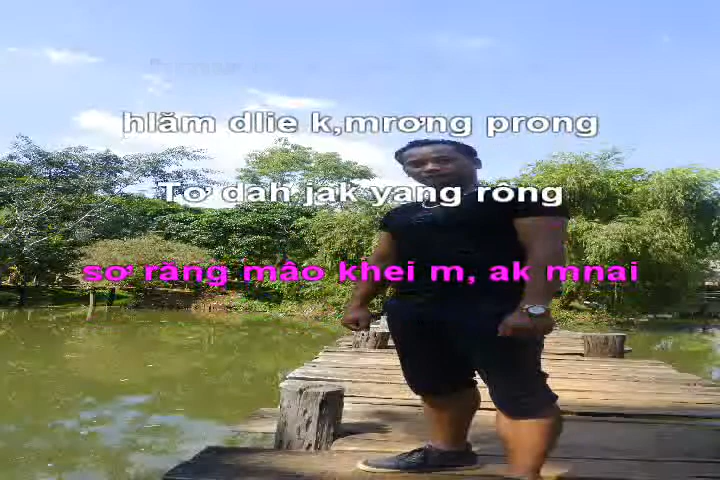 hlăm dlie k,mrơng prong
Tơ dah jak yang rông
sơ răng mâo khei m, ak mnai